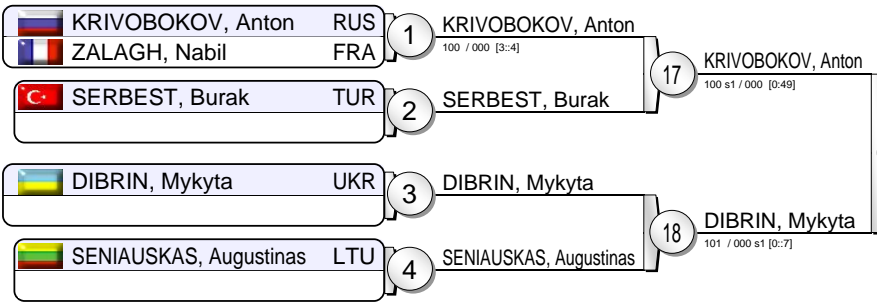 KRIVOBOKOV, Anton RUS
ZALAGH, Nabil FRA
1
KRIVOBOKOV, Anton
100 / 000 [3::4]
SERBEST, Burak TUR
2
SERBEST, Burak
17
KRIVOBOKOV, Anton
100 s1 / 000 [0:49]
DIBRIN, Mykyta UKR
3
DIBRIN, Mykyta
SENIAUSKAS, Augustinas LTU
4
SENIAUSKAS, Augustinas
18
DIBRIN, Mykyta
101 / 000 s1 [0::7]